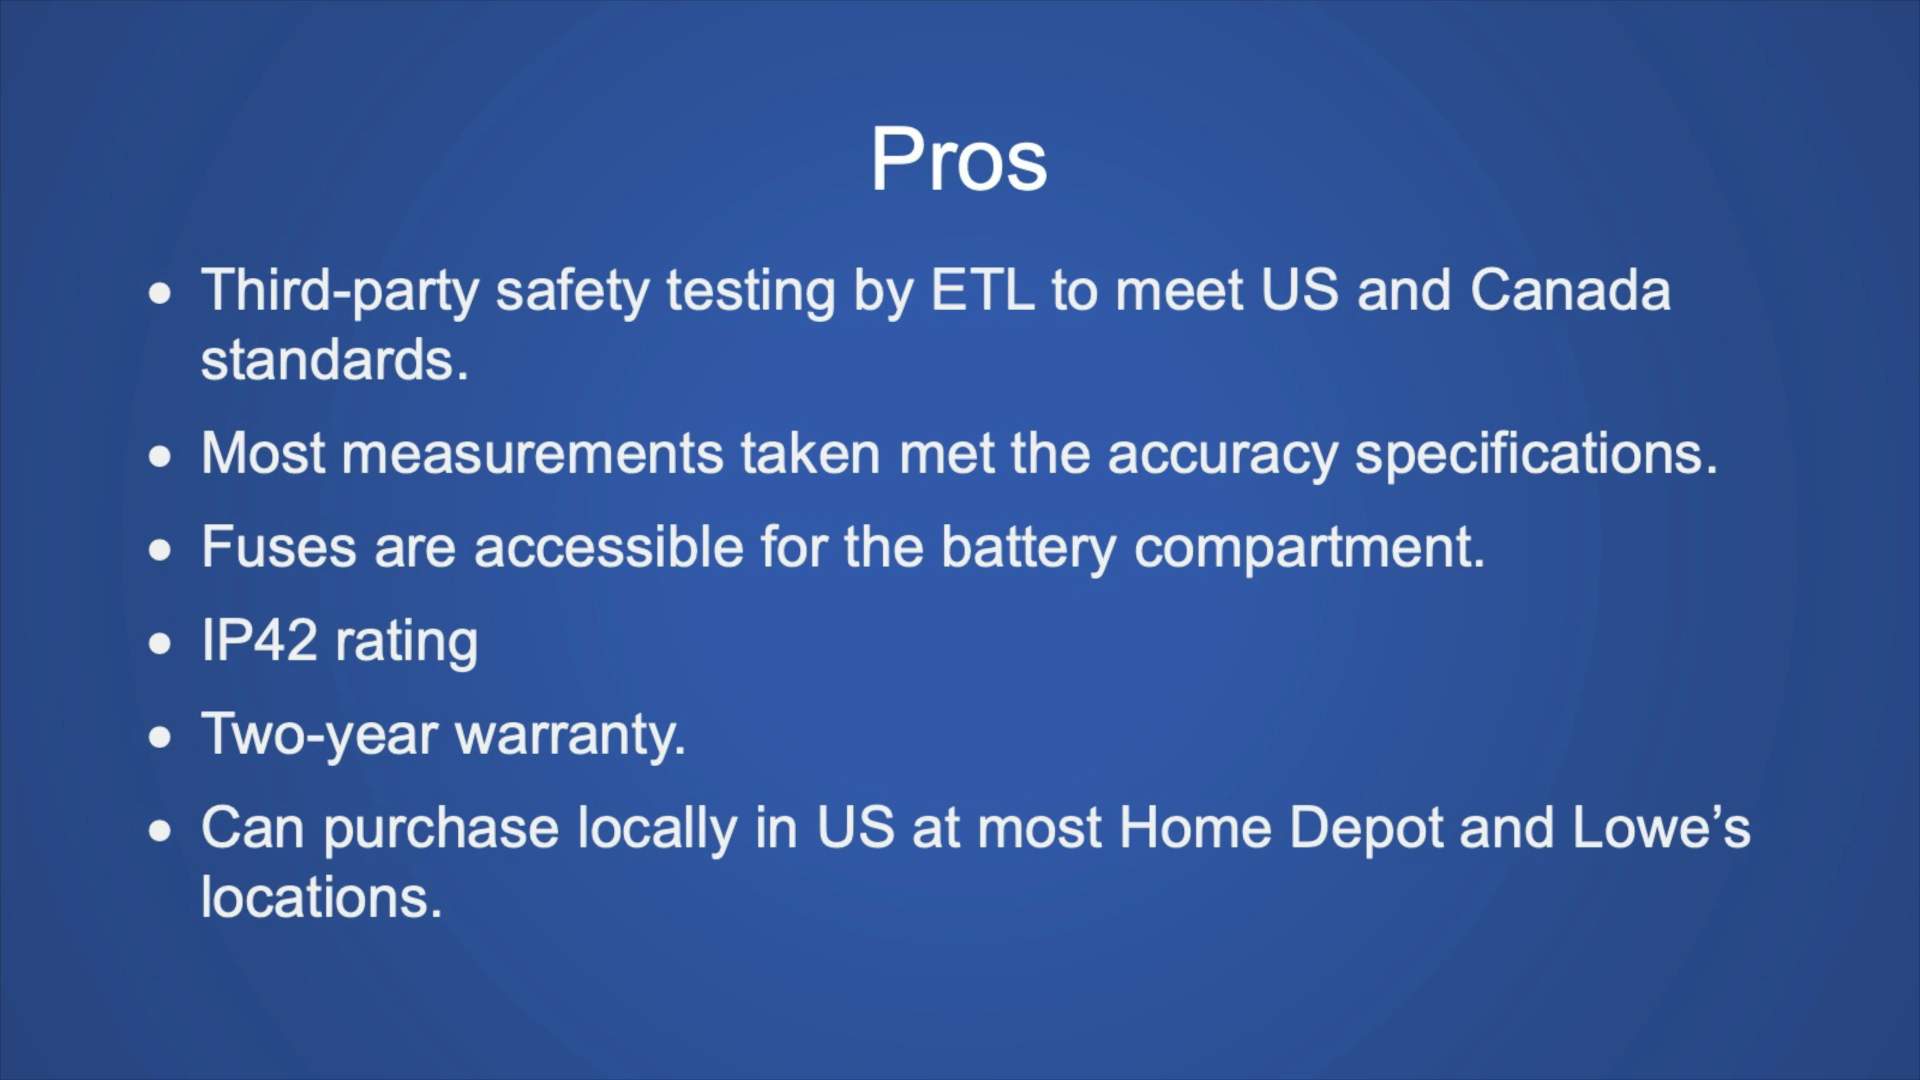 Pros
• Third-party safety testing by ETL to meet US and Canada
standards.
• Most measurements taken met the accuracy specifications.
• Fuses are accessible for the battery compartment.
• IP42 rating
• Two-year warranty.
• Can purchase locally in US at most Home Depot and Lowe’s
locations.